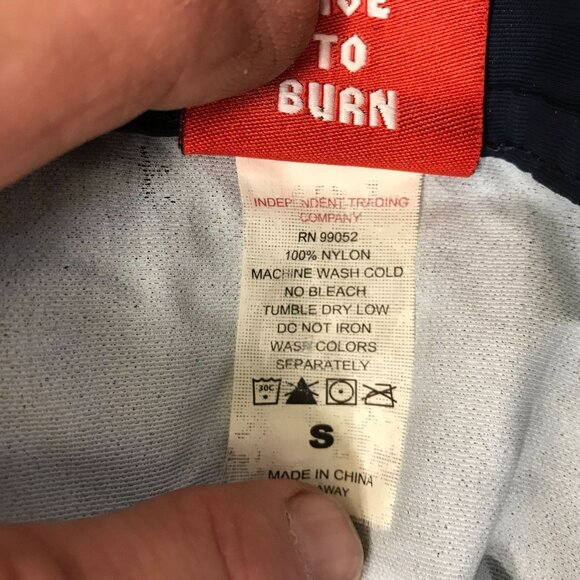 TO
BURN
INDEPENDENT TRADING
COMPANY
RN 99052
100% NYLON
MACHINE WASH COLD
NO BLEACH
TUMBLE DRY LOW
DO NOT IRON
WASH COLORS
SEPARATELY
30C
S
MADE IN CHINA
AWAY